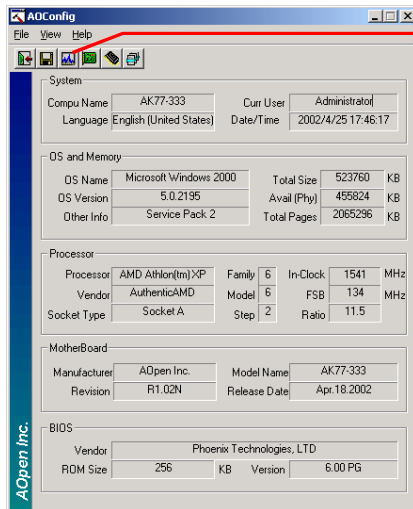 AOConfig
File View Help
System
Compu Name AK77-333 Curr User Administrator
Language English (United States) Date/Time 2002/4/25 17:46:17
OS and Memory
OS Name Microsoft Windows 2000 Total Size 523760 KB
OS Version 5.0.2195 Avail (Phy) 455824 KB
Other Info Service Pack 2 Total Pages 2065296 KB
Processor
Processor AMD Athlon(tm) XP Family 6 In-Clock 1541 MHz
Vendor AuthenticAMD Model 6 FSB 134 MHz
Socket Type Socket A Step 2 Ratio 11.5
MotherBoard
Manufacturer AOpen Inc. Model Name AK77-333
Revision R1.02N Release Date Apr.18.2002
BIOS
Vendor Phoenix Technologies, LTD
ROM Size 256 KB Version 6.00 PG
AOpen Inc.